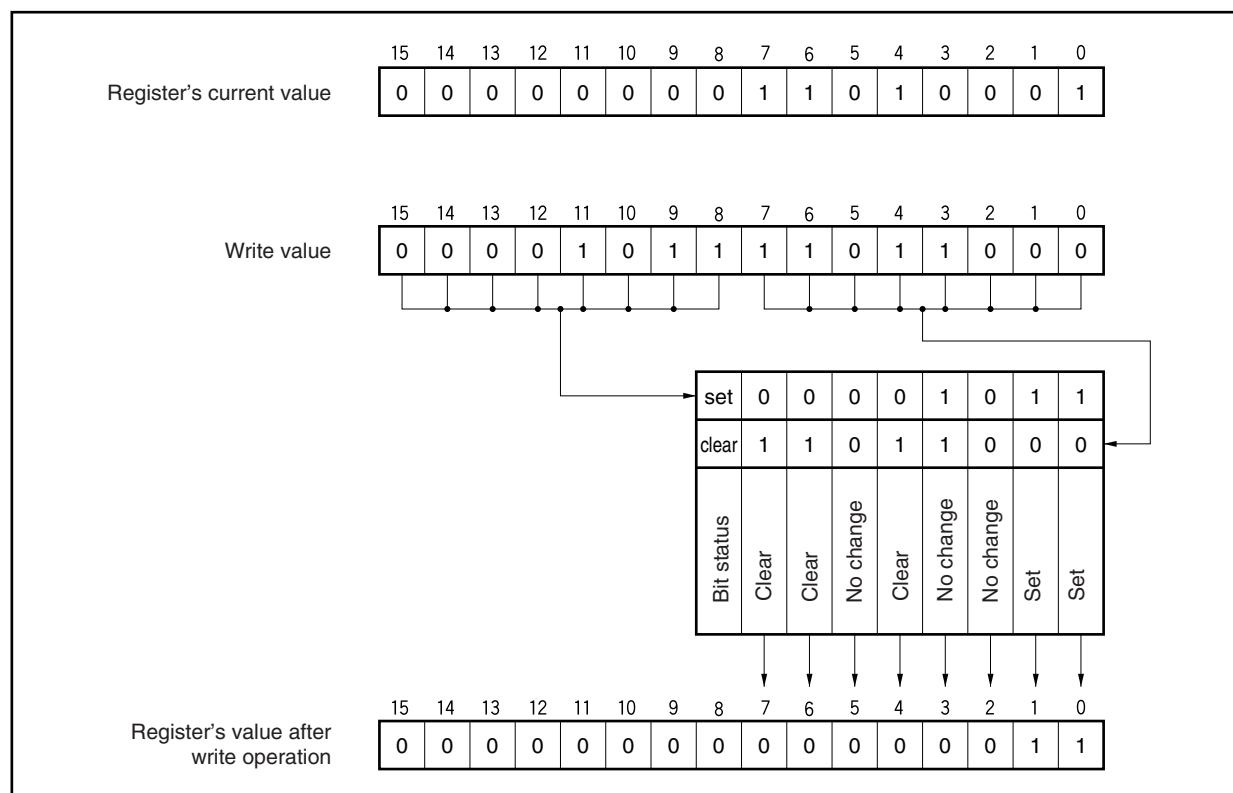 15 14 13 12 11 10 9 8 7 6 5 4 3 2 1 0
Register's current value 0 0 0 0 0 0 0 0 1 1 0 1 0 0 0 1
15 14 13 12 11 10 9 8 7 6 5 4 3 2 1 0
Write value 0 0 0 0 1 0 1 1 1 1 0 1 1 0 0 0
set 0 0 0 0 1 0 1 1
clear 1 1 0 1 1 0 0 0
Bit status Clear Clear No change Clear No change No change Set Set
15 14 13 12 11 10 9 8 7 6 5 4 3 2 1 0
Register's value after
write operation 0 0 0 0 0 0 0 0 0 0 0 0 0 0 1 1